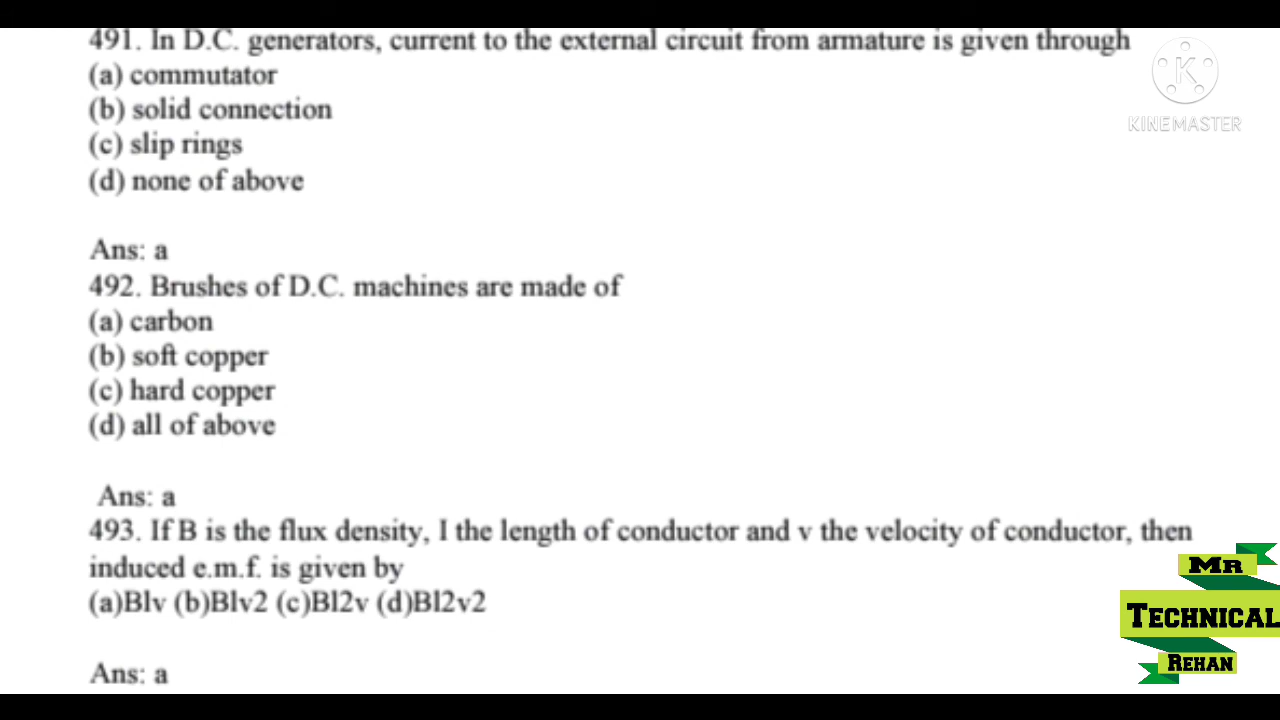 491. In D.C. generators, current to the external circuit from armature is given through
(a) commutator
(b) solid connection
(c) slip rings
(d) none of above
Ans: a
492. Brushes of D.C. machines are made of
(a) carbon
(b) soft copper
(c) hard copper
(d) all of above
Ans: a
493. If B is the flux density, I the length of conductor and v the velocity of conductor, then
induced e.m.f. is given by
(a)Blv (b)Blv2 (c)Bl2v (d)Bl2v2
Ans: a
K
KINEMASTER
MR
TECHNICAL
REHAN